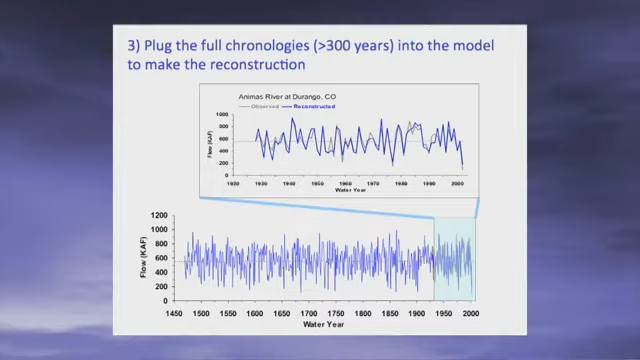 3) Plug the full chronologies (>300 years) into the model
to make the reconstruction
Animas River at Durango, CO
Observed Reconstructed
Flow (KAF)
1000
800
600
400
200
0
1920 1930 1940 1950 1960 1970 1980 1990 2000
Water Year
Flow (KAF)
1200
1000
800
600
400
200
0
1450 1500 1550 1600 1650 1700 1750 1800 1850 1900 1950 2000
Water Year